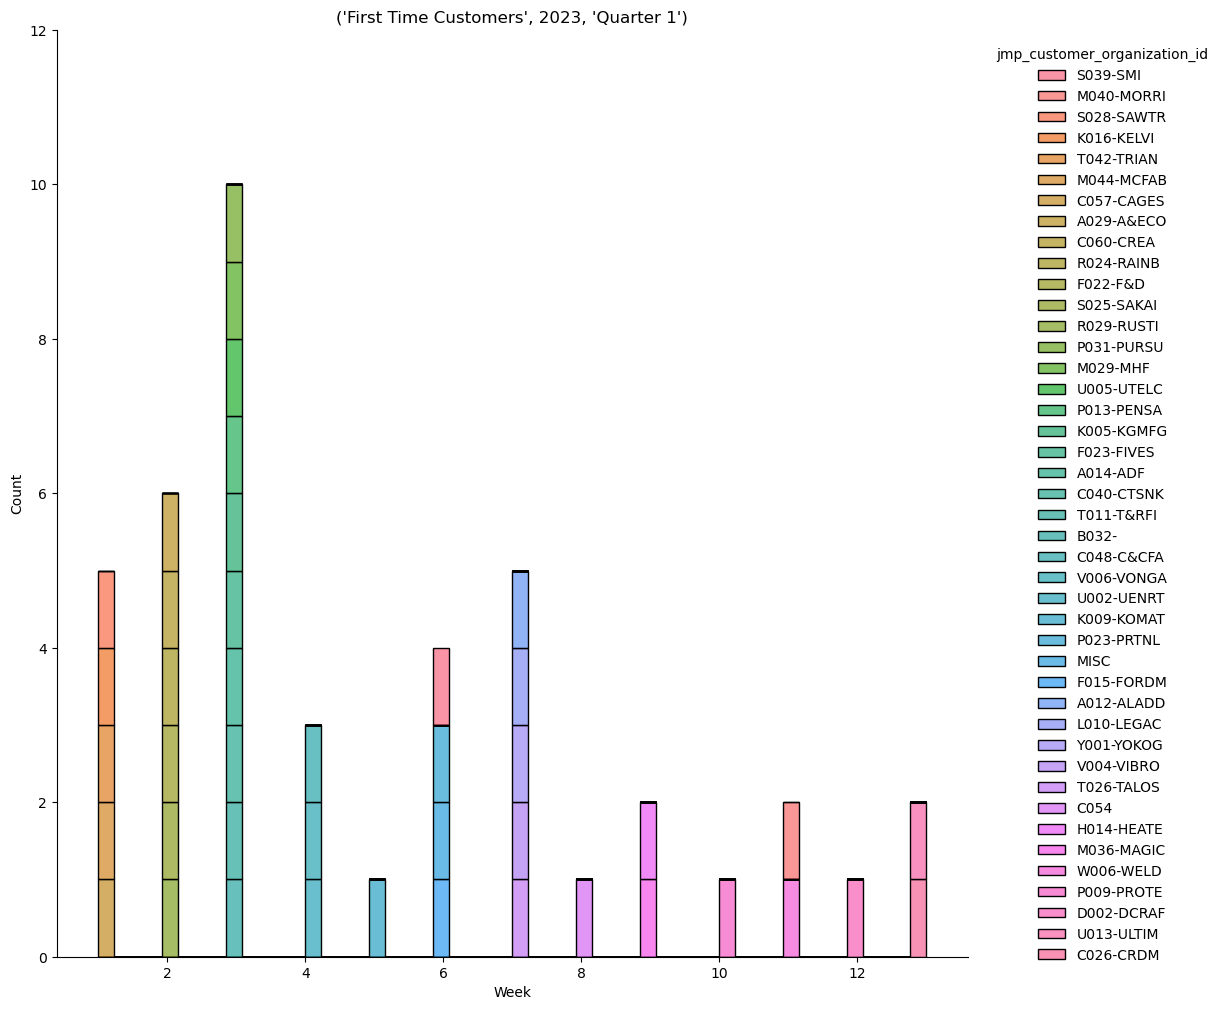 ('First Time Customers', 2023, 'Quarter 1')
12
10
8
6
4
2
0
Count
2
4
6
8
10
12
Week
jmp_customer_organization_id
S039-SMI
M040-MORRI
S028-SAWTR
K016-KELVI
T042-TRIAN
M044-MCFAB
C057-CAGES
A029-A&ECO
C060-CREA
R024-RAINB
F022-F&D
S025-SAKAI
R029-RUSTI
P031-PURSU
M029-MHF
U005-UTELC
P013-PENSA
K005-KGMFG
F023-FIVES
A014-ADF
C040-CTSNK
T011-T&RFI
B032-
C048-C&CFA
V006-VONGA
U002-UENRT
K009-KOMAT
P023-PRTNL
MISC
F015-FORDM
A012-ALADD
L010-LEGAC
Y001-YOKOG
V004-VIBRO
T026-TALOS
C054
H014-HEATE
M036-MAGIC
W006-WELD
P009-PROTE
D002-DCRAF
U013-ULTIM
C026-CRDM